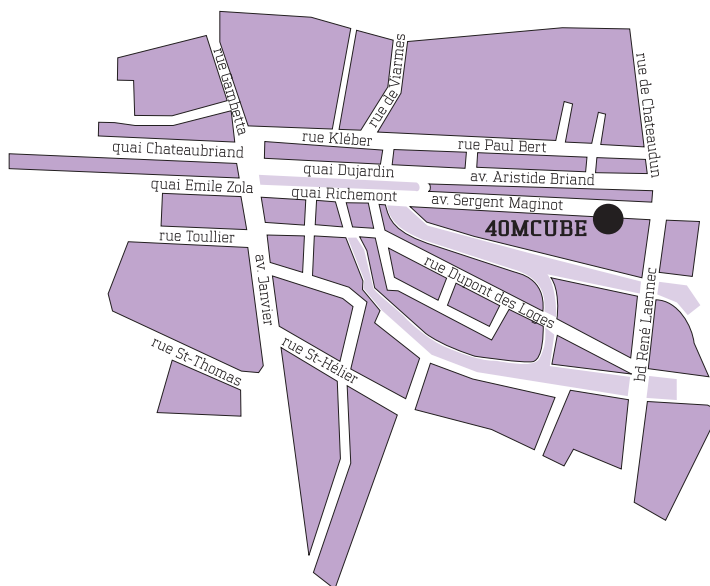 rue Gambetta
rue de Viarmes
rue de Chateaudun
rue Kléber
rue Paul Bert
quai Chateaubriand
quai Dujardin
av. Aristide Briand
quai Emile Zola
quai Richemont
av. Sergent Maginot
40MCUBE
rue Toullier
av. Janvier
rue Dupont des Loges
bd René Laennec
rue St-Thomas
rue St-Hélier